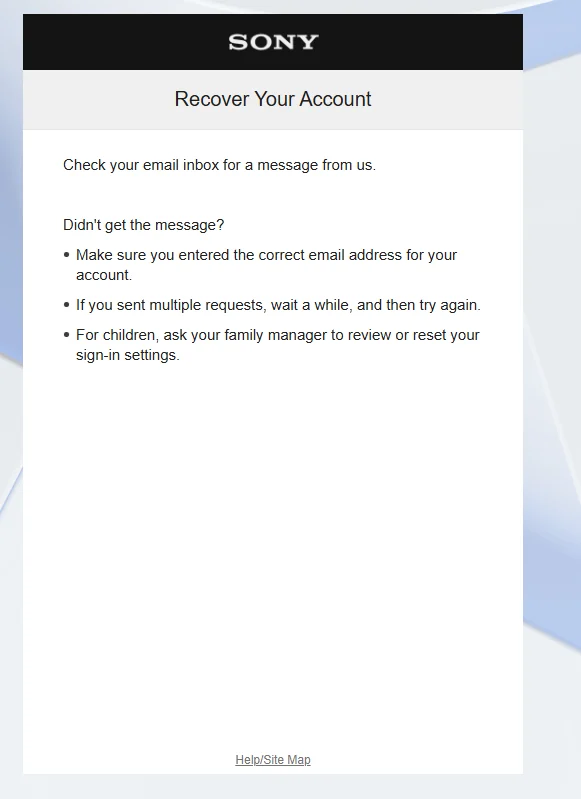 SONY
Recover Your Account
Check your email inbox for a message from us.
Didn't get the message?
• Make sure you entered the correct email address for your
account.
• If you sent multiple requests, wait a while, and then try again.
• For children, ask your family manager to review or reset your
sign-in settings.
Help/Site Map